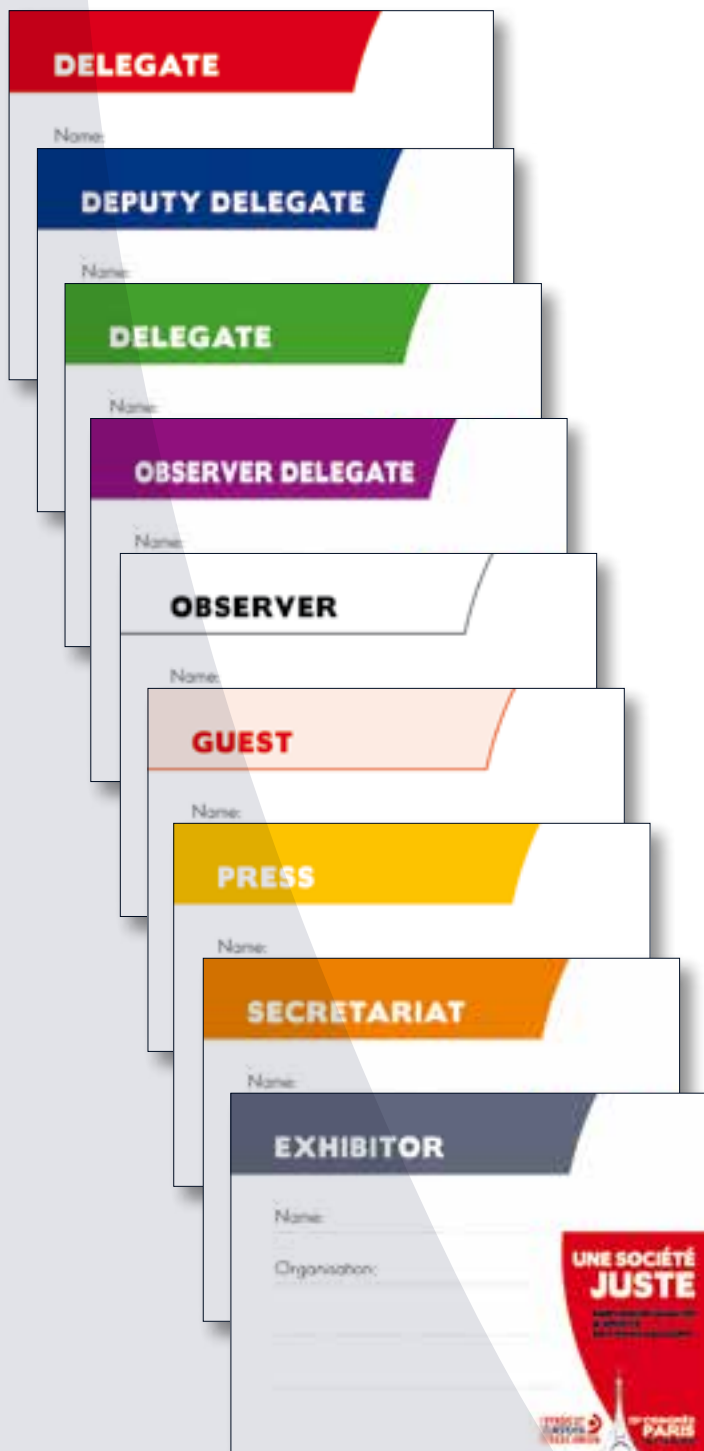 DELEGATE
Name:
DEPUTY DELEGATE
Name:
DELEGATE
Name:
OBSERVER DELEGATE
Name:
OBSERVER
Name:
GUEST
Name:
PRESS
Name:
SECRETARIAT
Name:
EXHIBITOR
Name:
Organisation:
UNE SOCIÉTÉ
JUSTE
CONGRÈS
PARIS